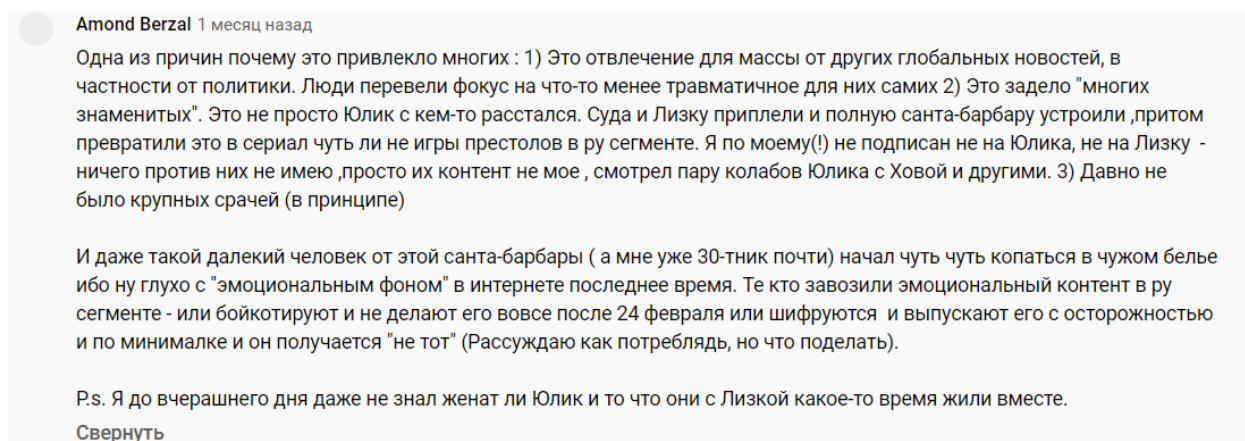 Amond Berzal 1 месяц назад
Одна из причин почему это привлекло многих : 1) Это отвлечение для массы от других глобальных новостей, в
частности от политики. Люди перевели фокус на что-то менее травматичное для них самих 2) Это задело "многих
знаменитых". Это не просто Юлик с кем-то расстался. Суда и Лизку приплели и полную санта-барбару устроили ,притом
превратили это в сериал чуть ли не игры престолов в ру сегменте. Я по моему(!) не подписан не на Юлика, не на Лизку -
ничего против них не имею ,просто их контент не мое , смотрел пару колабов Юлика с Ховой и другими. 3) Давно не
было крупных срачей (в принципе)
И даже такой далекий человек от этой санта-барбары ( а мне уже 30-тник почти) начал чуть чуть копаться в чужом белье
ибо ну глухо с "эмоциональным фоном" в интернете последнее время. Те кто завозили эмоциональный контент в ру
сегменте - или бойкотируют и не делают его вовсе после 24 февраля или шифруются и выпускают его с осторожностью
и по минималке и он получается "не тот" (Рассуждаю как потреблядь, но что поделать).
P.s. Я до вчерашнего дня даже не знал женат ли Юлик и то что они с Лизкой какое-то время жили вместе.
Свернуть